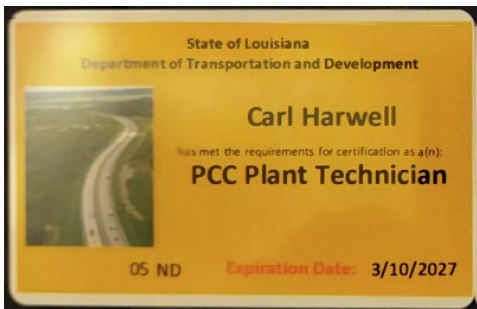 State of Louisiana
Department of Transportation and Development
Carl Harwell
has met the requirements for certification as a(n):
PCC Plant Technician
05 ND
Expiration Date: 3/10/2027